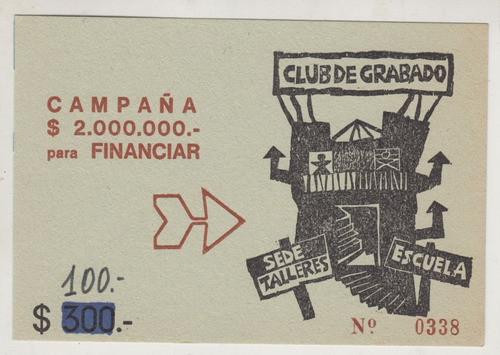 CAMPAÑA
$ 2.000.000.-
para FINANCIAR
CLUB DE GRABADO
SEDE
TALLERES
ESCUELA
100.-
$ 300.-
Nº 0338